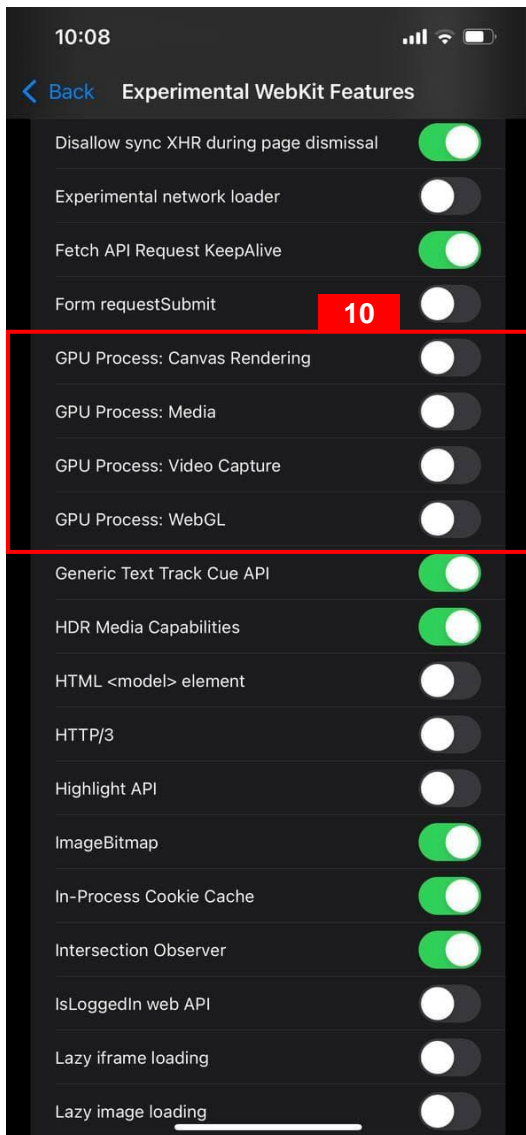 10:08
Back Experimental WebKit Features
Disallow sync XHR during page dismissal
Experimental network loader
Fetch API Request KeepAlive
Form requestSubmit
10
GPU Process: Canvas Rendering
GPU Process: Media
GPU Process: Video Capture
GPU Process: WebGL
Generic Text Track Cue API
HDR Media Capabilities
HTML <model> element
HTTP/3
Highlight API
ImageBitmap
In-Process Cookie Cache
Intersection Observer
IsLoggedIn web API
Lazy iframe loading
Lazy image loading